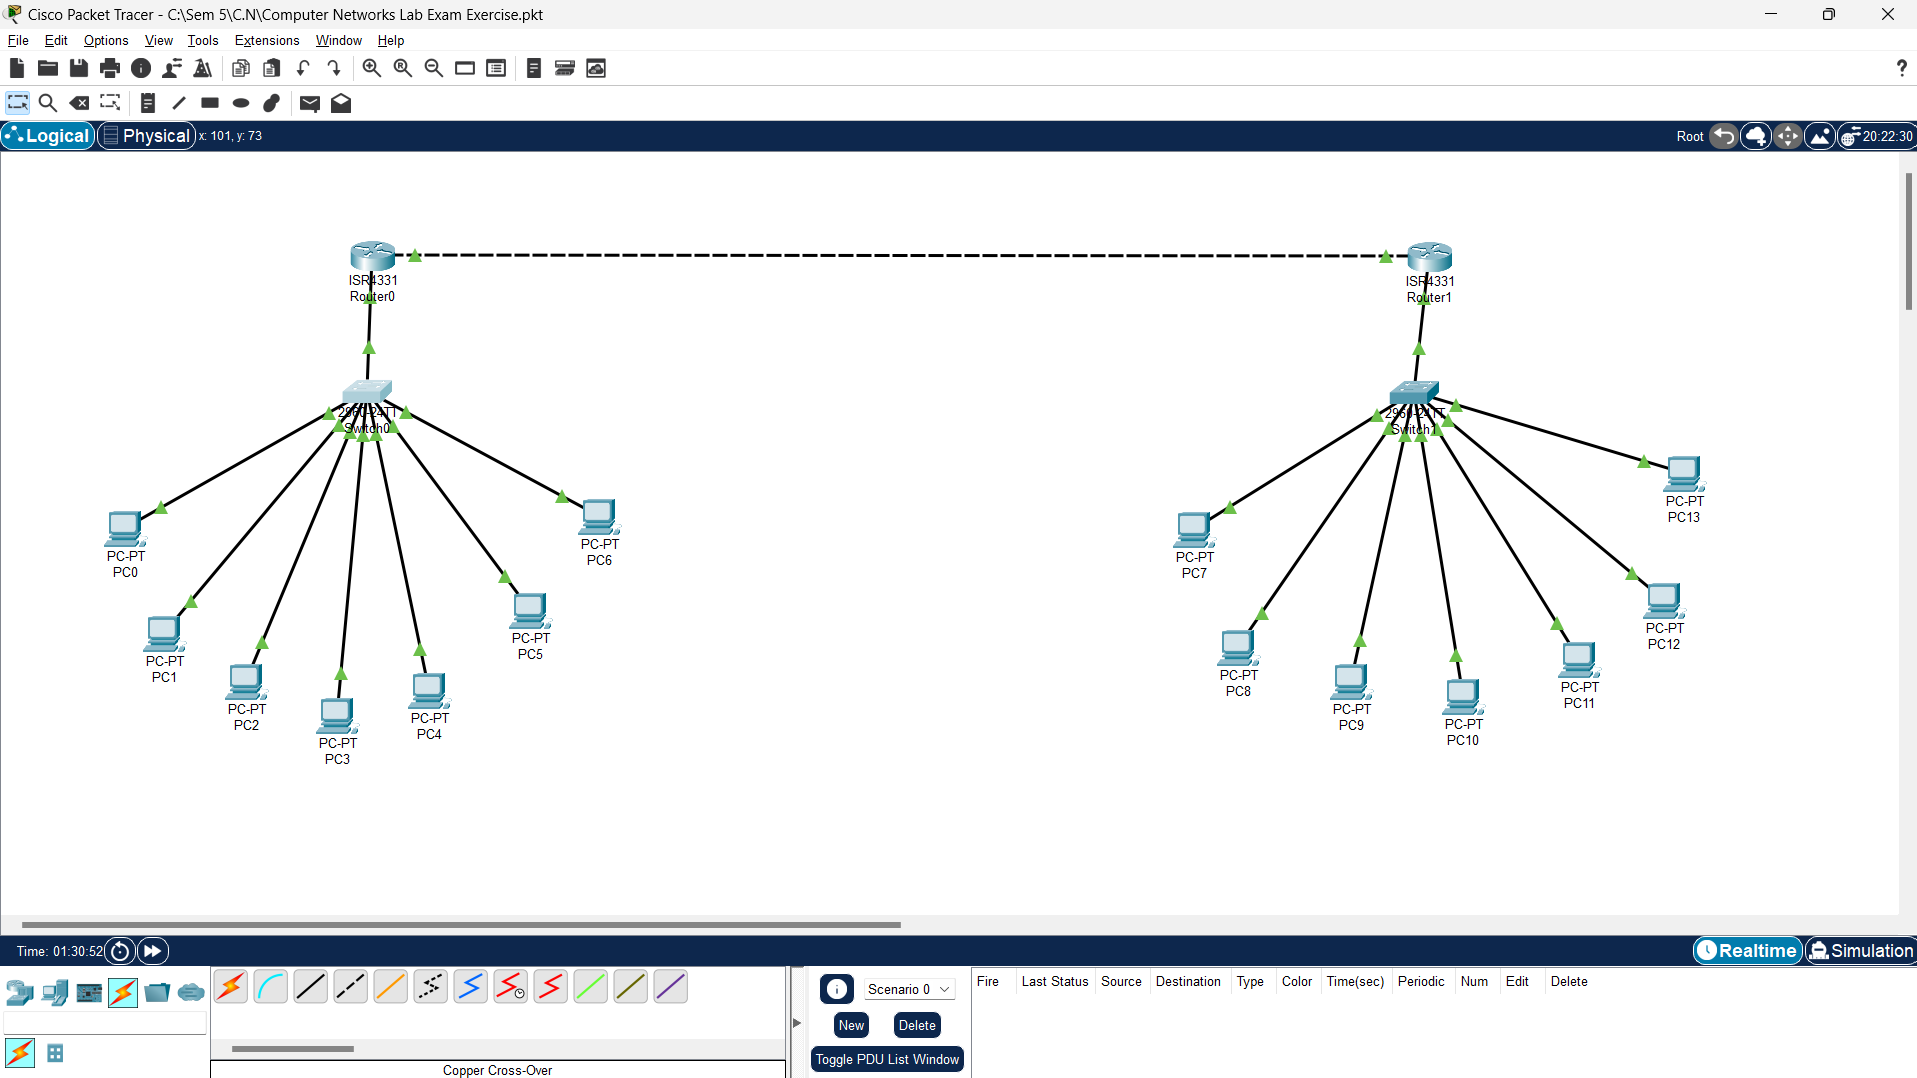 Cisco Packet Tracer - C:\Sem 5\C.N\Computer Networks Lab Exam Exercise.pkt
File Edit Options View Tools Extensions Window Help
?
Logical Physical x: 101, y: 73 Root 20:22:30
ISR4331
Router0
ISR4331
Router1
2960-24TT
Switch0
2960-24TT
Switch1
PC-PT
PC0
PC-PT
PC1
PC-PT
PC2
PC-PT
PC3
PC-PT
PC4
PC-PT
PC5
PC-PT
PC6
PC-PT
PC7
PC-PT
PC8
PC-PT
PC9
PC-PT
PC10
PC-PT
PC11
PC-PT
PC12
PC-PT
PC13
Time: 01:30:52 Realtime Simulation
Scenario 0
New Delete
Toggle PDU List Window
Fire Last Status Source Destination Type Color Time(sec) Periodic Num Edit Delete
Copper Cross-Over